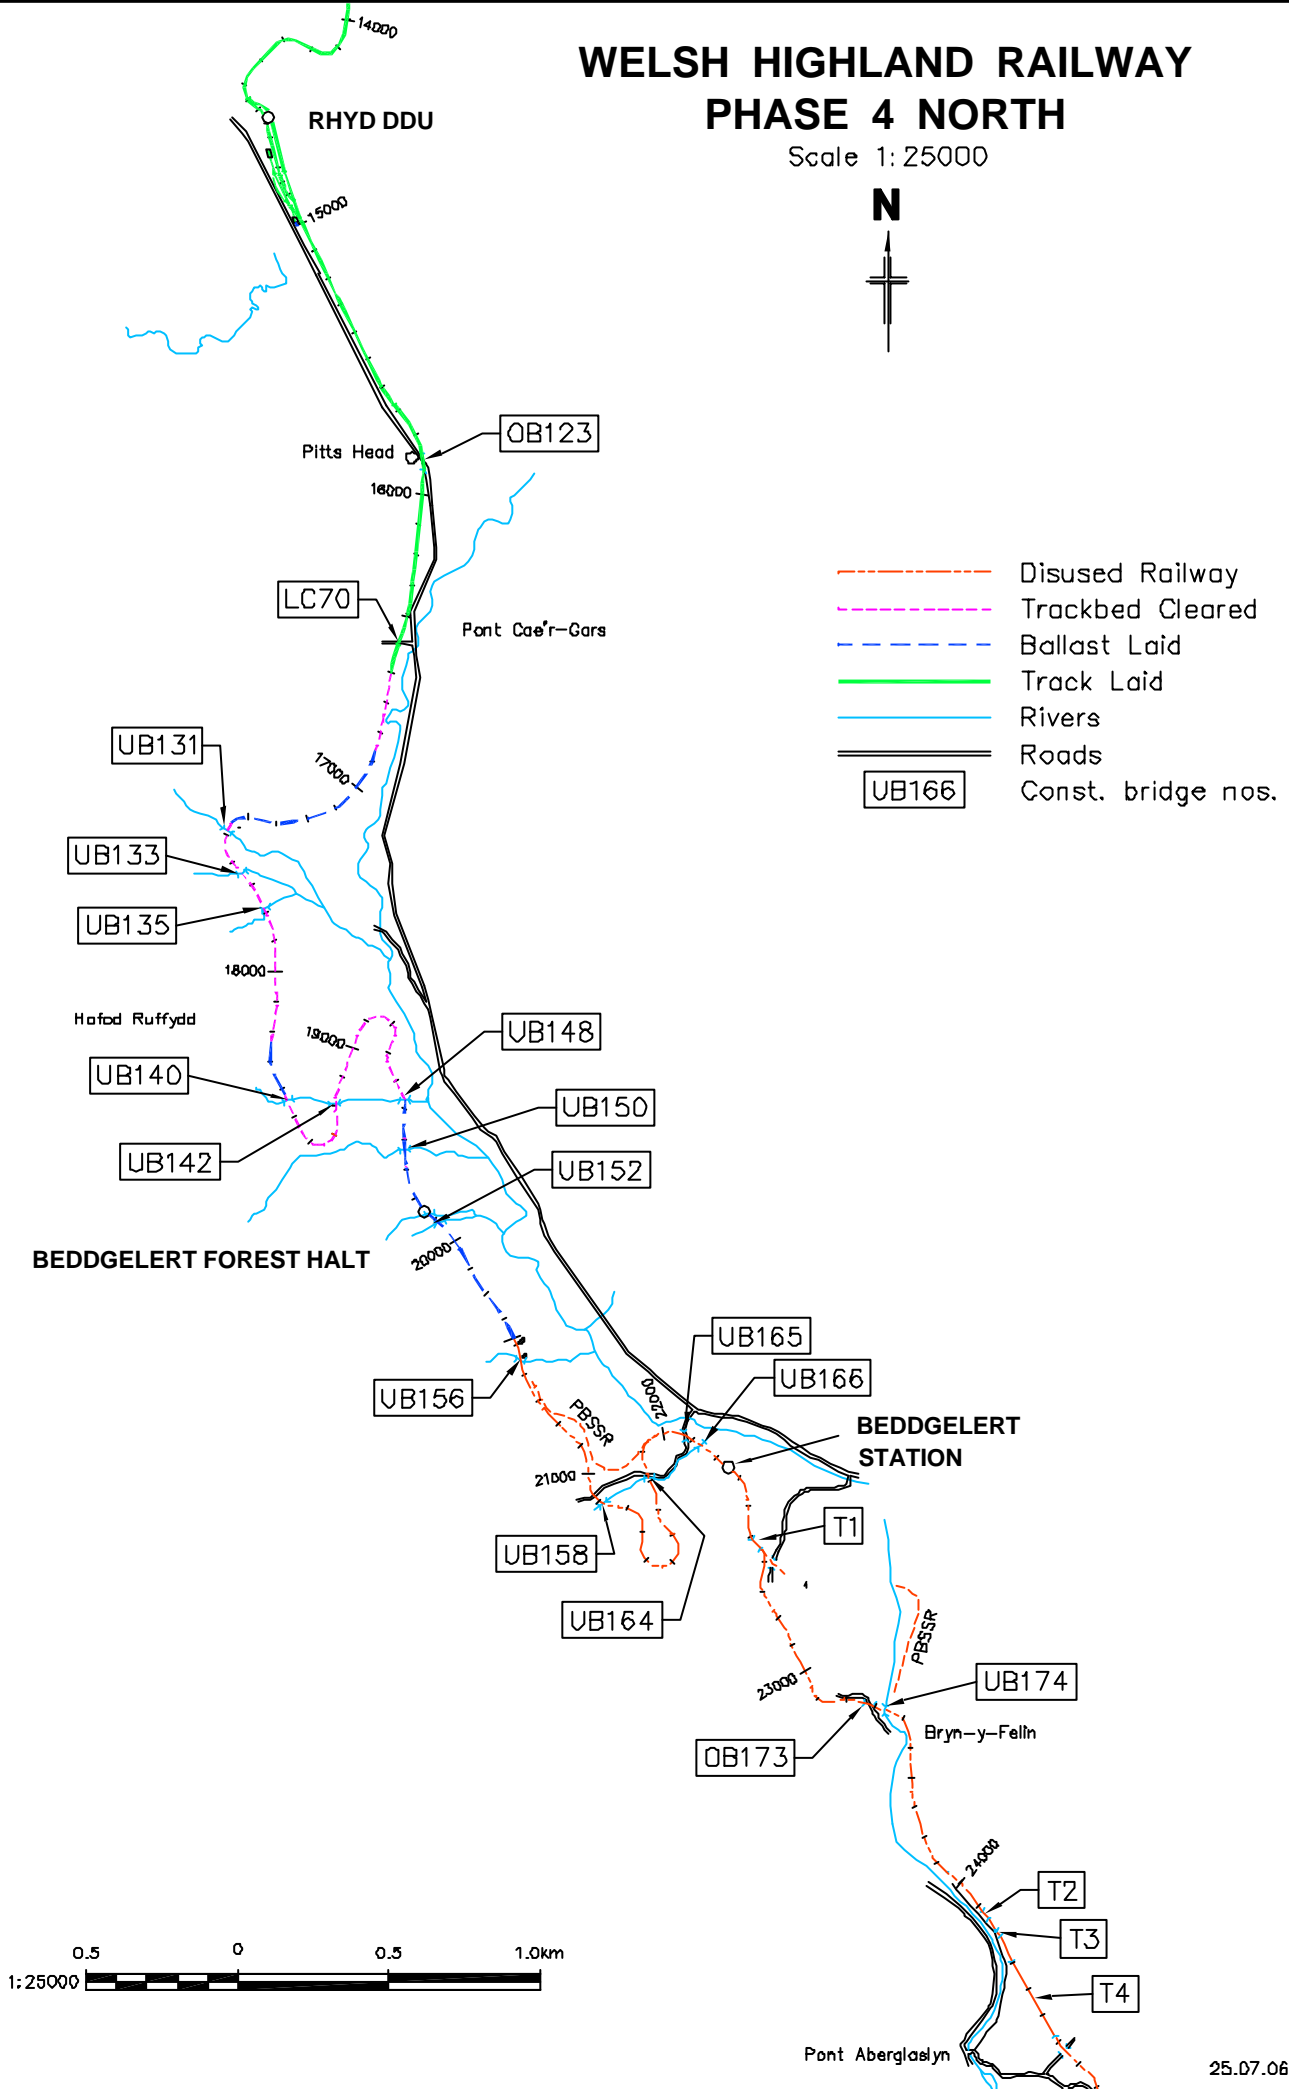 14000
WELSH HIGHLAND RAILWAY
PHASE 4 NORTH
Scale 1:25000
N
RHYD DDU
15000
OB123
Pitts Head
16000
LC70
Pont Cae'r-Gors
Disused Railway
Trackbed Cleared
Ballast Laid
Track Laid
Rivers
Roads
UB166 Const. bridge nos.
UB131
17000
UB133
UB135
18000
Hafod Ruffydd
19000
UB148
UB140
UB150
UB142
UB152
BEDDGELERT FOREST HALT
20000
UB165
UB166
UB156
22000
PBSSR
BEDDGELERT
STATION
21000
T1
UB158
UB164
PBSSR
23000
UB174
Bryn-y-Felin
OB173
24000
T2
T3
T4
0.5 0 0.5 1.0km
1:25000
Pont Aberglaslyn
25.07.06